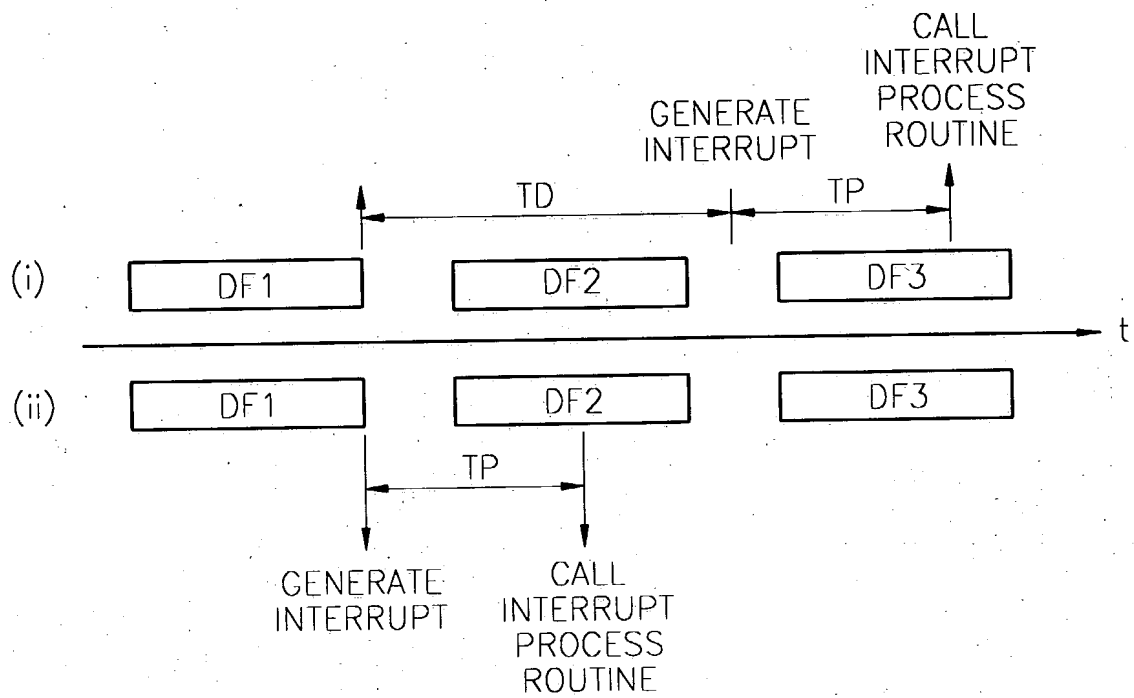 CALL
INTERRUPT
PROCESS
ROUTINE
GENERATE
INTERRUPT
TD
TP
(i)
DF1
DF2
DF3
t
(ii)
DF1
DF2
DF3
TP
GENERATE
INTERRUPT
CALL
INTERRUPT
PROCESS
ROUTINE